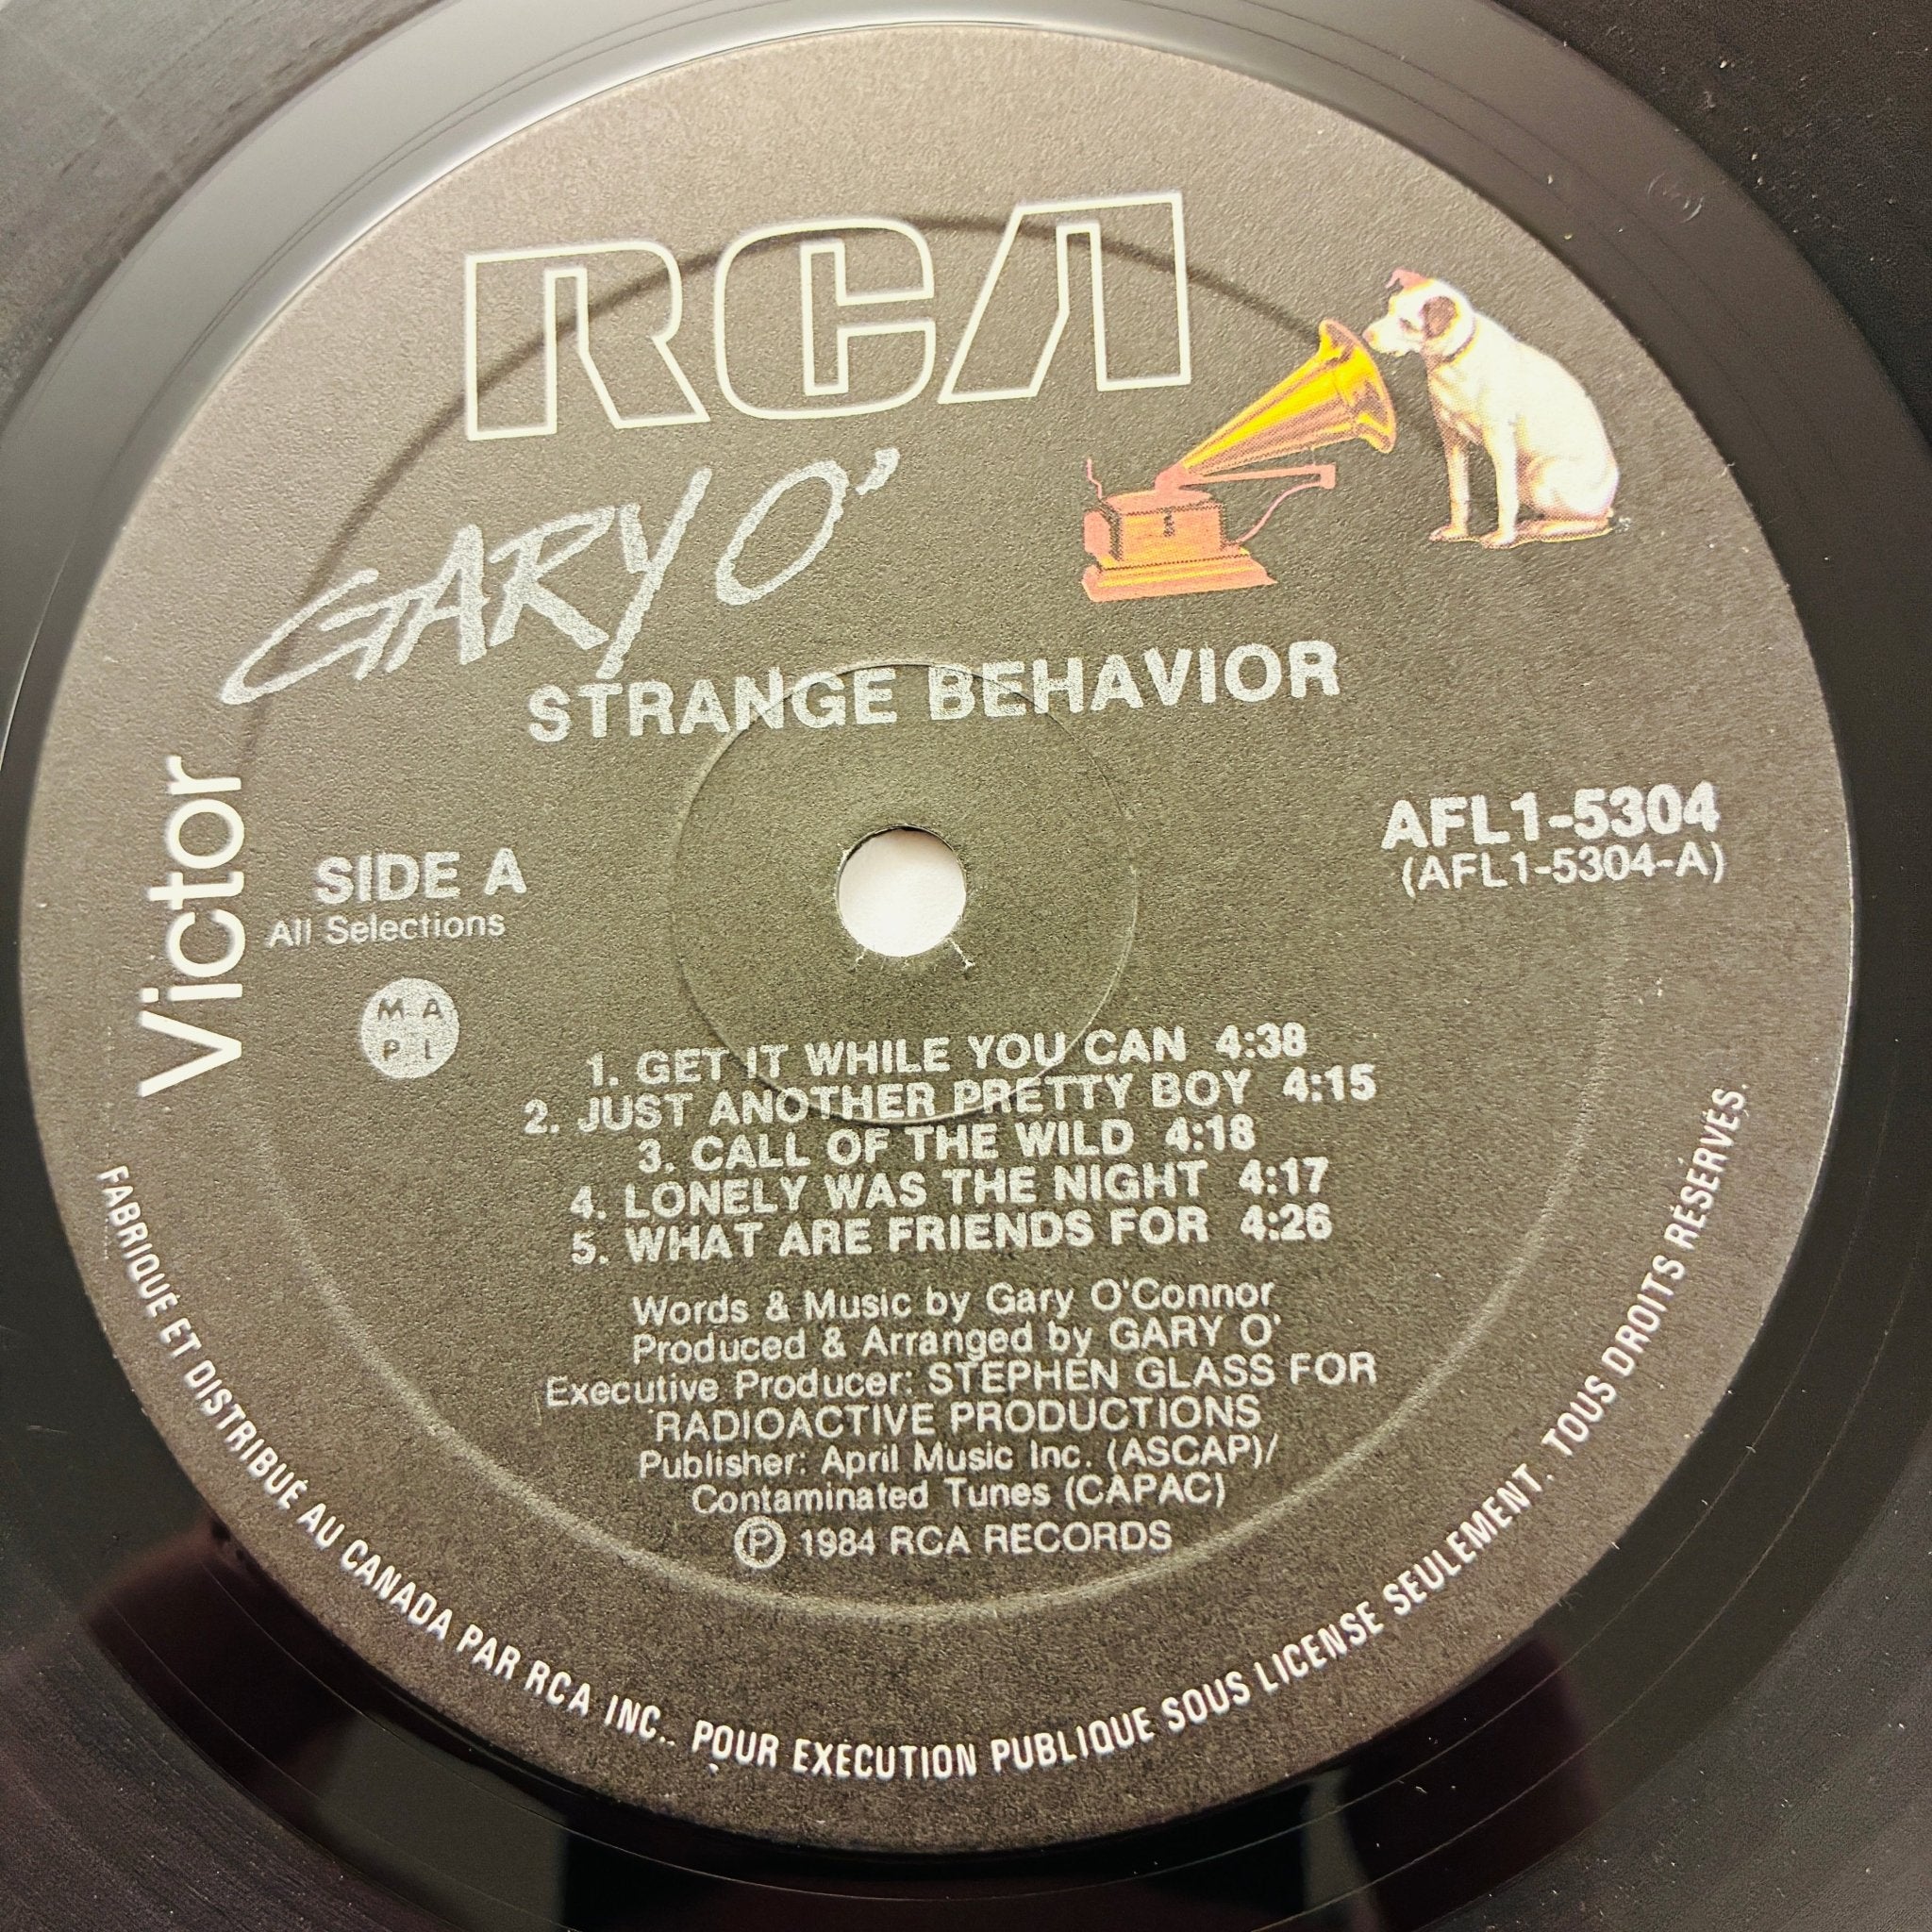 RCA
GARY O'
STRANGE BEHAVIOR
Victor
SIDE A
All Selections
AFL1-5304
(AFL1-5304-A)
M A
P L
1. GET IT WHILE YOU CAN 4:38
2. JUST ANOTHER PRETTY BOY 4:15
3. CALL OF THE WILD 4:18
4. LONELY WAS THE NIGHT 4:17
5. WHAT ARE FRIENDS FOR 4:26
Words & Music by Gary O'Connor
Produced & Arranged by GARY O'
Executive Producer: STEPHEN GLASS FOR
RADIOACTIVE PRODUCTIONS
Publisher: April Music Inc. (ASCAP)/
Contaminated Tunes (CAPAC)
Ⓟ 1984 RCA RECORDS
FABRIQUÉ ET DISTRIBUÉ AU CANADA PAR RCA INC.. POUR EXECUTION PUBLIQUE SOUS LICENSE SEULEMENT. TOUS DROITS RÉSERVÉS.